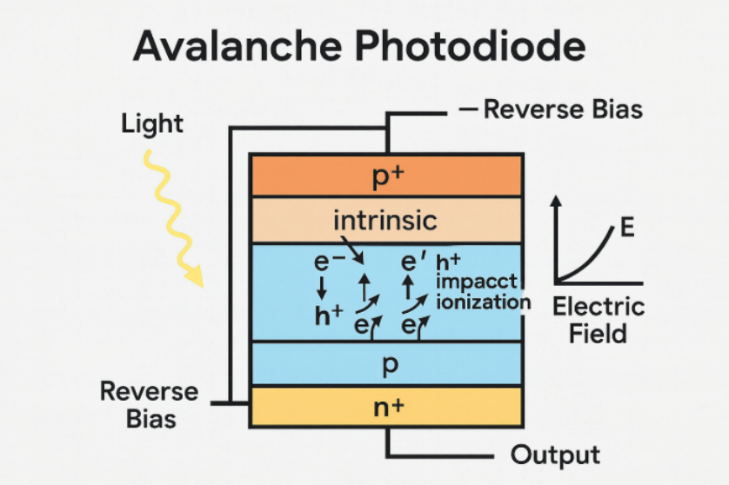 Avalanche Photodiode
Light
— Reverse Bias
p+
intrinsic
e− e′ h+
impacct
ionization
h+ e e
E
Electric
Field
p
Reverse
Bias
n+
Output